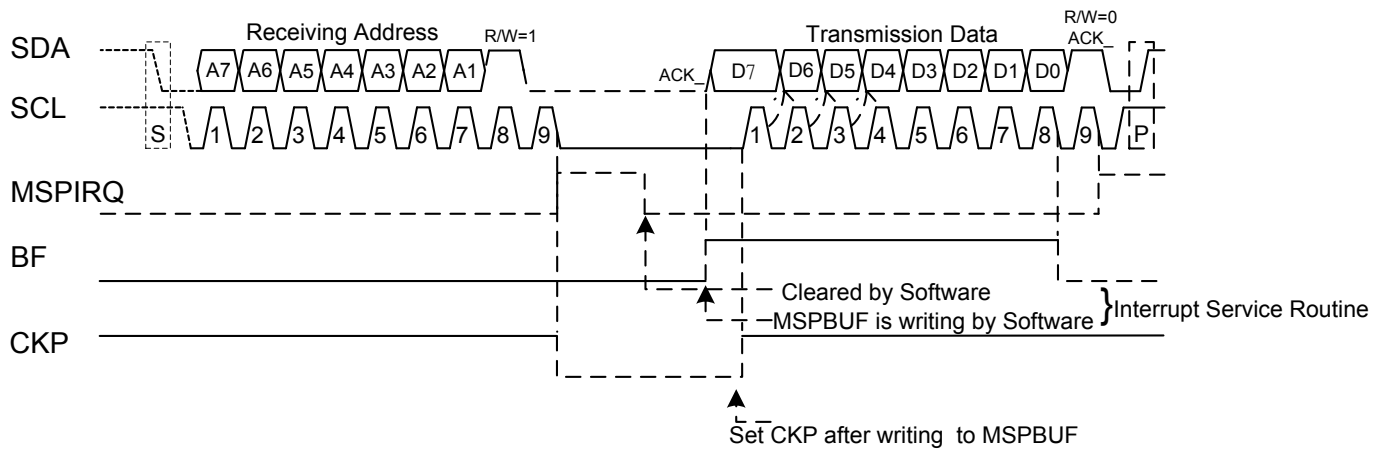 R/W=0
Receiving Address R/W=1 Transmission Data ACK_
SDA
A7 A6 A5 A4 A3 A2 A1 ACK_ D7 D6 D5 D4 D3 D2 D1 D0
SCL
S 1 2 3 4 5 6 7 8 9 1 2 3 4 5 6 7 8 9 P
MSPIRQ
BF
Cleared by Software
MSPBUF is writing by Software } Interrupt Service Routine
CKP
Set CKP after writing to MSPBUF